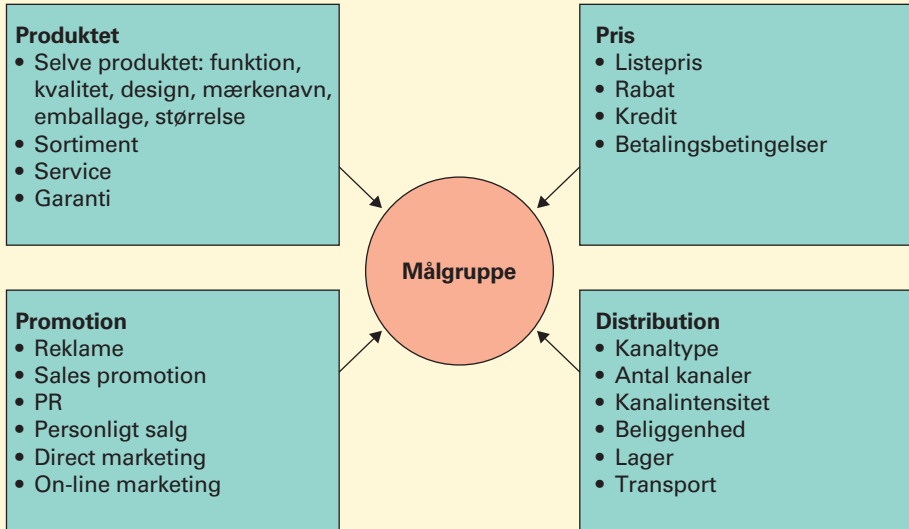 Produktet
• Selve produktet: funktion,
kvalitet, design, mærkenavn,
emballage, størrelse
• Sortiment
• Service
• Garanti
Pris
• Listepris
• Rabat
• Kredit
• Betalingsbetingelser
Målgruppe
Promotion
• Reklame
• Sales promotion
• PR
• Personligt salg
• Direct marketing
• On-line marketing
Distribution
• Kanaltype
• Antal kanaler
• Kanalintensitet
• Beliggenhed
• Lager
• Transport